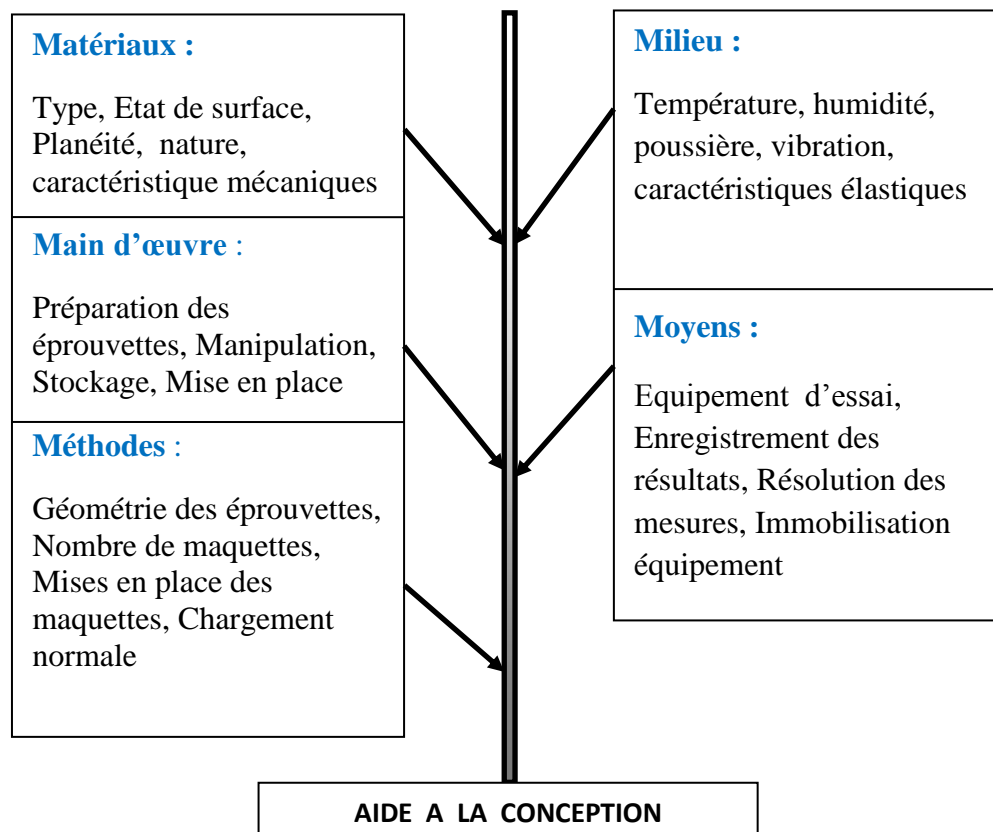 Matériaux :
Type, Etat de surface,
Planéité, nature,
caractéristique mécaniques
Main d’œuvre :
Préparation des
éprouvettes, Manipulation,
Stockage, Mise en place
Méthodes :
Géométrie des éprouvettes,
Nombre de maquettes,
Mises en place des
maquettes, Chargement
normale
Milieu :
Température, humidité,
poussière, vibration,
caractéristiques élastiques
Moyens :
Equipement d’essai,
Enregistrement des
résultats, Résolution des
mesures, Immobilisation
équipement
AIDE A LA CONCEPTION